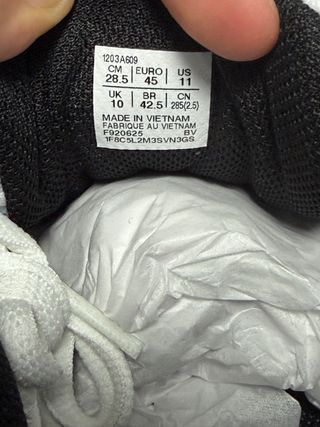 1203A609
CM EURO US
28.5 45 11
UK BR CN
10 42.5 285(2.5)
MADE IN VIETNAM
FABRIQUE AU VIETNAM
F920625 BV
1F8C5L2M3SVN3GS